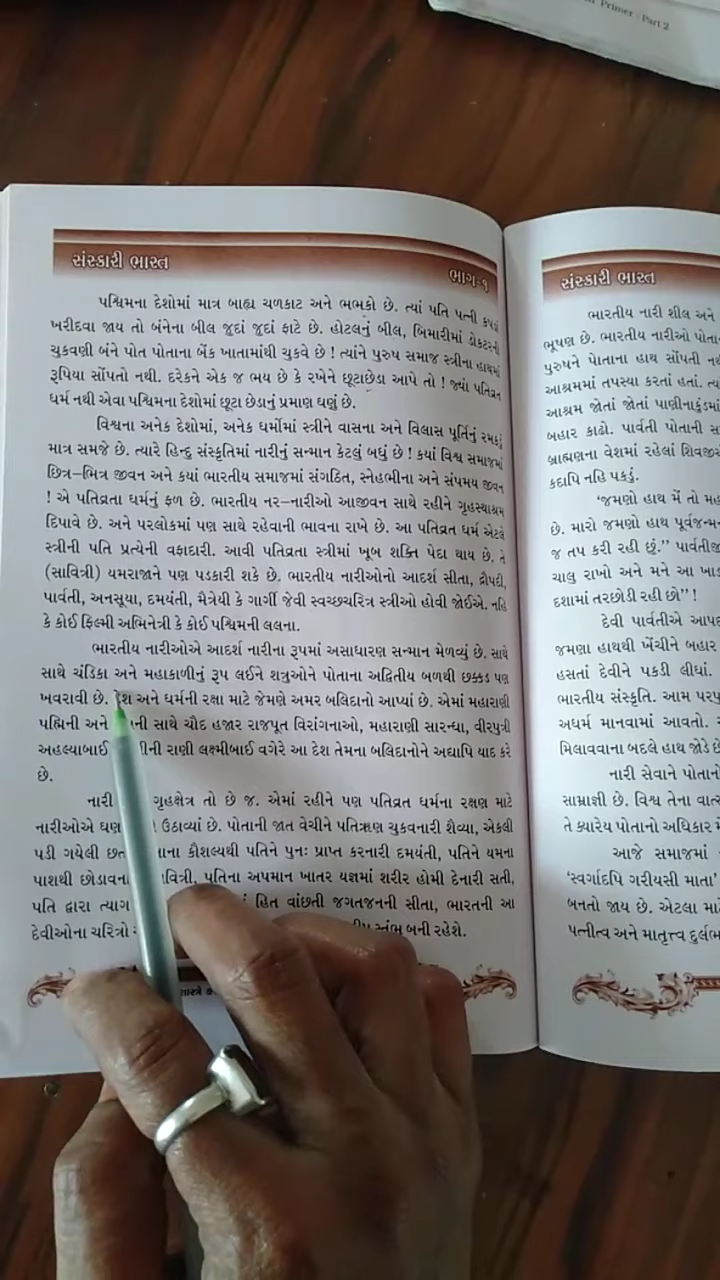 Primer : Part 2
સંસ્કારી ભારત
ભાગ-૧
પશ્ચિમના દેશોમાં માત્ર બાહ્ય ચળકાટ અને ભભકો છે. ત્યાં પતિ પત્ની કપડાં
ખરીદવા જાય તો બંનેના બીલ જુદાં જુદાં ફાટે છે. હોટલનું બીલ, બિમારીમાં ડોકટરની
ચુકવણી બંને પોત પોતાના બેંક ખાતામાંથી ચુકવે છે ! ત્યાંને પુરુષ સમાજ સ્ત્રીના હાથમાં
રૂપિયા સોંપતો નથી. દરેકને એક જ ભય છે કે રખેને છૂટાછેડા આપે તો ! જ્યાં પતિવ્રત
ધર્મ નથી એવા પશ્ચિમના દેશોમાં છૂટા છેડાનું પ્રમાણ ઘણું છે.
વિશ્વના અનેક દેશોમાં, અનેક ધર્મોમાં સ્ત્રીને વાસના અને વિલાસ પૂર્તિનું રમકડું
માત્ર સમજે છે. ત્યારે હિન્દુ સંસ્કૃતિમાં નારીનું સન્માન કેટલું બધું છે ! કયાં વિશ્વ સમાજમાં
છિન્ન-ભિન્ન જીવન અને કયાં ભારતીય સમાજમાં સંગઠિત, સ્નેહભીના અને સંપમય જીવન
! એ પતિવ્રતા ધર્મનું ફળ છે. ભારતીય નર-નારીઓ આજીવન સાથે રહીને ગૃહસ્થાશ્રમ
દિપાવે છે. અને પરલોકમાં પણ સાથે રહેવાની ભાવના રાખે છે. આ પતિવ્રત ધર્મ એટલે
સ્ત્રીની પતિ પ્રત્યેની વફાદારી. આવી પતિવ્રતા સ્ત્રીમાં ખૂબ શક્તિ પેદા થાય છે. તે
(સાવિત્રી) યમરાજાને પણ પડકારી શકે છે. ભારતીય નારીઓનો આદર્શ સીતા, દ્રૌપદી,
પાર્વતી, અનસૂયા, દમયંતી, મૈત્રેયી કે ગાર્ગી જેવી સ્વચ્છચરિત્ર સ્ત્રીઓ હોવી જોઈએ. નહિ
કે કોઈ ફિલ્મી અભિનેત્રી કે કોઈ પશ્ચિમની લલના.
ભારતીય નારીઓએ આદર્શ નારીના રૂપમાં અસાધારણ સન્માન મેળવ્યું છે. સાથે
સાથે ચંડિકા અને મહાકાળીનું રૂપ લઈને શત્રુઓને પોતાના અદ્વિતીય બળથી છક્કડ પણ
ખવરાવી છે. દેશ અને ધર્મની રક્ષા માટે જેમણે અમર બલિદાનો આપ્યાં છે. એમાં મહારાણી
પદ્મિની અને સાથે ચૌદ હજાર રાજપૂત વિરાંગનાઓ, મહારાણી સારન્ધા, વીરપુત્રી
અહલ્યાબાઈ રાણી લક્ષ્મીબાઈ વગેરે આ દેશ તેમના બલિદાનોને અદ્યાપિ યાદ કરે
છે.
નારી ગૃહક્ષેત્ર તો છે જ. એમાં રહીને પણ પતિવ્રત ધર્મના રક્ષણ માટે
નારીઓએ ઉઠાવ્યાં છે. પોતાની જાત વેચીને પતિઋણ ચુકવનારી શૈવ્યા, એકલી
પડી ગયેલી કૌશલ્યથી પતિને પુનઃ પ્રાપ્ત કરનારી દમયંતી, પતિને યમના
પાશથી પતિના અપમાન ખાતર યજ્ઞમાં શરીર હોમી દેનારી સતી,
પતિ દ્વારા હિત વાંછતી જગતજનની સીતા, ભારતની આ
દેવીઓના ચરિત્રો બની રહેશે.
સંસ્કારી ભારત
ભારતીય નારી શીલ અને
ભૂષણ છે. ભારતીય નારીઓ
પુરુષને પોતાના હાથ સોંપતી
આશ્રમમાં તપસ્યા કરતાં હતાં.
આશ્રમ જોતાં જોતાં પાણીનાકુંડમાં
બહાર કાઢો. પાર્વતી પોતાની
બ્રાહ્મણના વેશમાં રહેલાં
કદાપિ નહિ પકડું.
'જમણો હાથ મેં તો
છે. મારો જમણો હાથ
જ તપ કરી રહી છું.”
ચાલુ રાખો અને મને આ
દશામાં તરછોડી રહી છો” !
દેવી પાર્વતીએ
જમણા હાથથી ખેંચીને બહાર
હસતાં દેવીને પકડી લીધાં.
ભારતીય સંસ્કૃતિ. આમ
અધર્મ માનવામાં આવતો.
મિલાવવાના બદલે હાથ જોડે
નારી સેવાને પોતાનો
સામ્રાજ્ઞી છે. વિશ્વ તેના
તે ક્યારેય પોતાનો અધિકાર
આજે સમાજમાં
'સ્વર્ગાદપિ ગરીયસી માતા'
બનતો જાય છે. એટલા માટે
પત્નીત્વ અને માતૃત્ત્વ